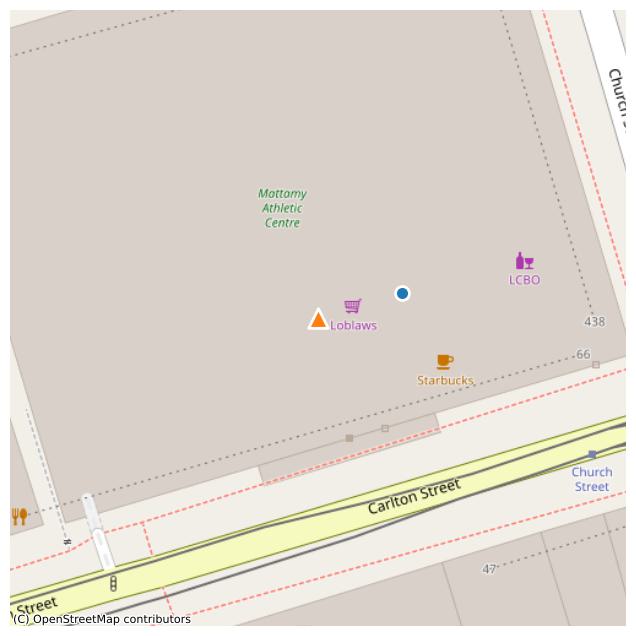 Church S
Mattamy
Athletic
Centre
LCBO
Loblaws
438
66
Starbucks
Church
Street
Carlton Street
47
Street
(C) OpenStreetMap contributors